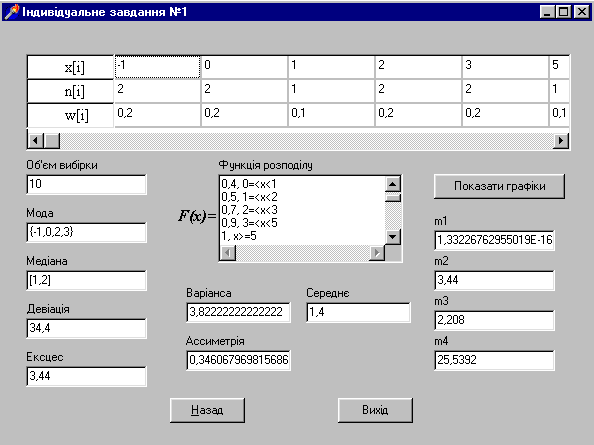 Індивідуальне завдання №1
x[i] -1 0 1 2 3 5
n[i] 2 2 1 2 2 1
w[i] 0,2 0,2 0,1 0,2 0,2 0,1
Об'єм вибірки
10
Мода
{-1,0,2,3}
Медіана
[1,2]
Девіація
34,4
Ексцес
3,44
Функція розподілу
F(x)=
0,4, 0=<x<1
0,5, 1=<x<2
0,7, 2=<x<3
0,9, 3=<x<5
1, x>=5
Варіанса
3,82222222222222
Середнє
1,4
Ассиметрія
0,346067969815686
Показати графіки
m1
1,33226762955019E-16
m2
3,44
m3
2,208
m4
25,5392
Назад
Вихід